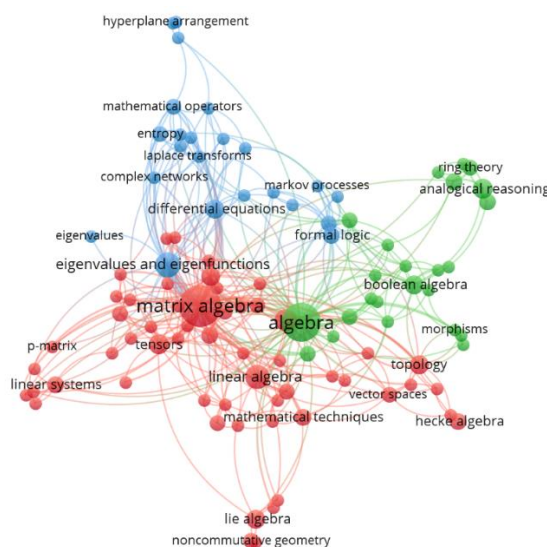 hyperplane arrangement
mathematical operators
entropy
laplace transforms
complex networks
markov processes
ring theory
analogical reasoning
differential equations
eigenvalues
formal logic
eigenvalues and eigenfunctions
boolean algebra
matrix algebra
algebra
morphisms
p-matrix
tensors
topology
linear systems
linear algebra
vector spaces
mathematical techniques
hecke algebra
lie algebra
noncommutative geometry